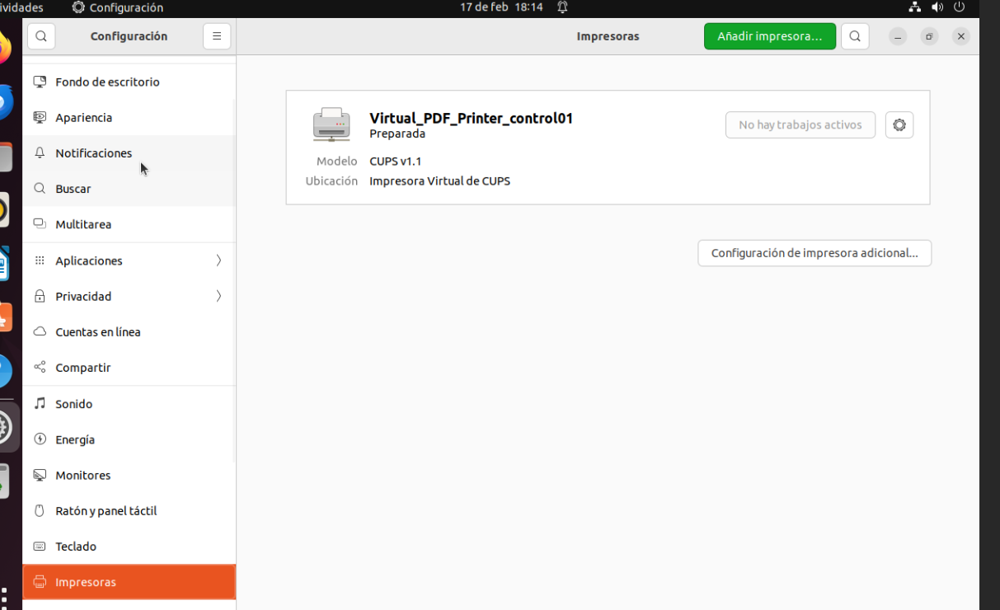 ividades
Configuración
17 de feb 18:14
Configuración
Impresoras
Añadir impresora...
Fondo de escritorio
Apariencia
Notificaciones
Buscar
Multitarea
Aplicaciones
Privacidad
Cuentas en línea
Compartir
Sonido
Energía
Monitores
Ratón y panel táctil
Teclado
Impresoras
Virtual_PDF_Printer_control01
Preparada
No hay trabajos activos
Modelo CUPS v1.1
Ubicación Impresora Virtual de CUPS
Configuración de impresora adicional...